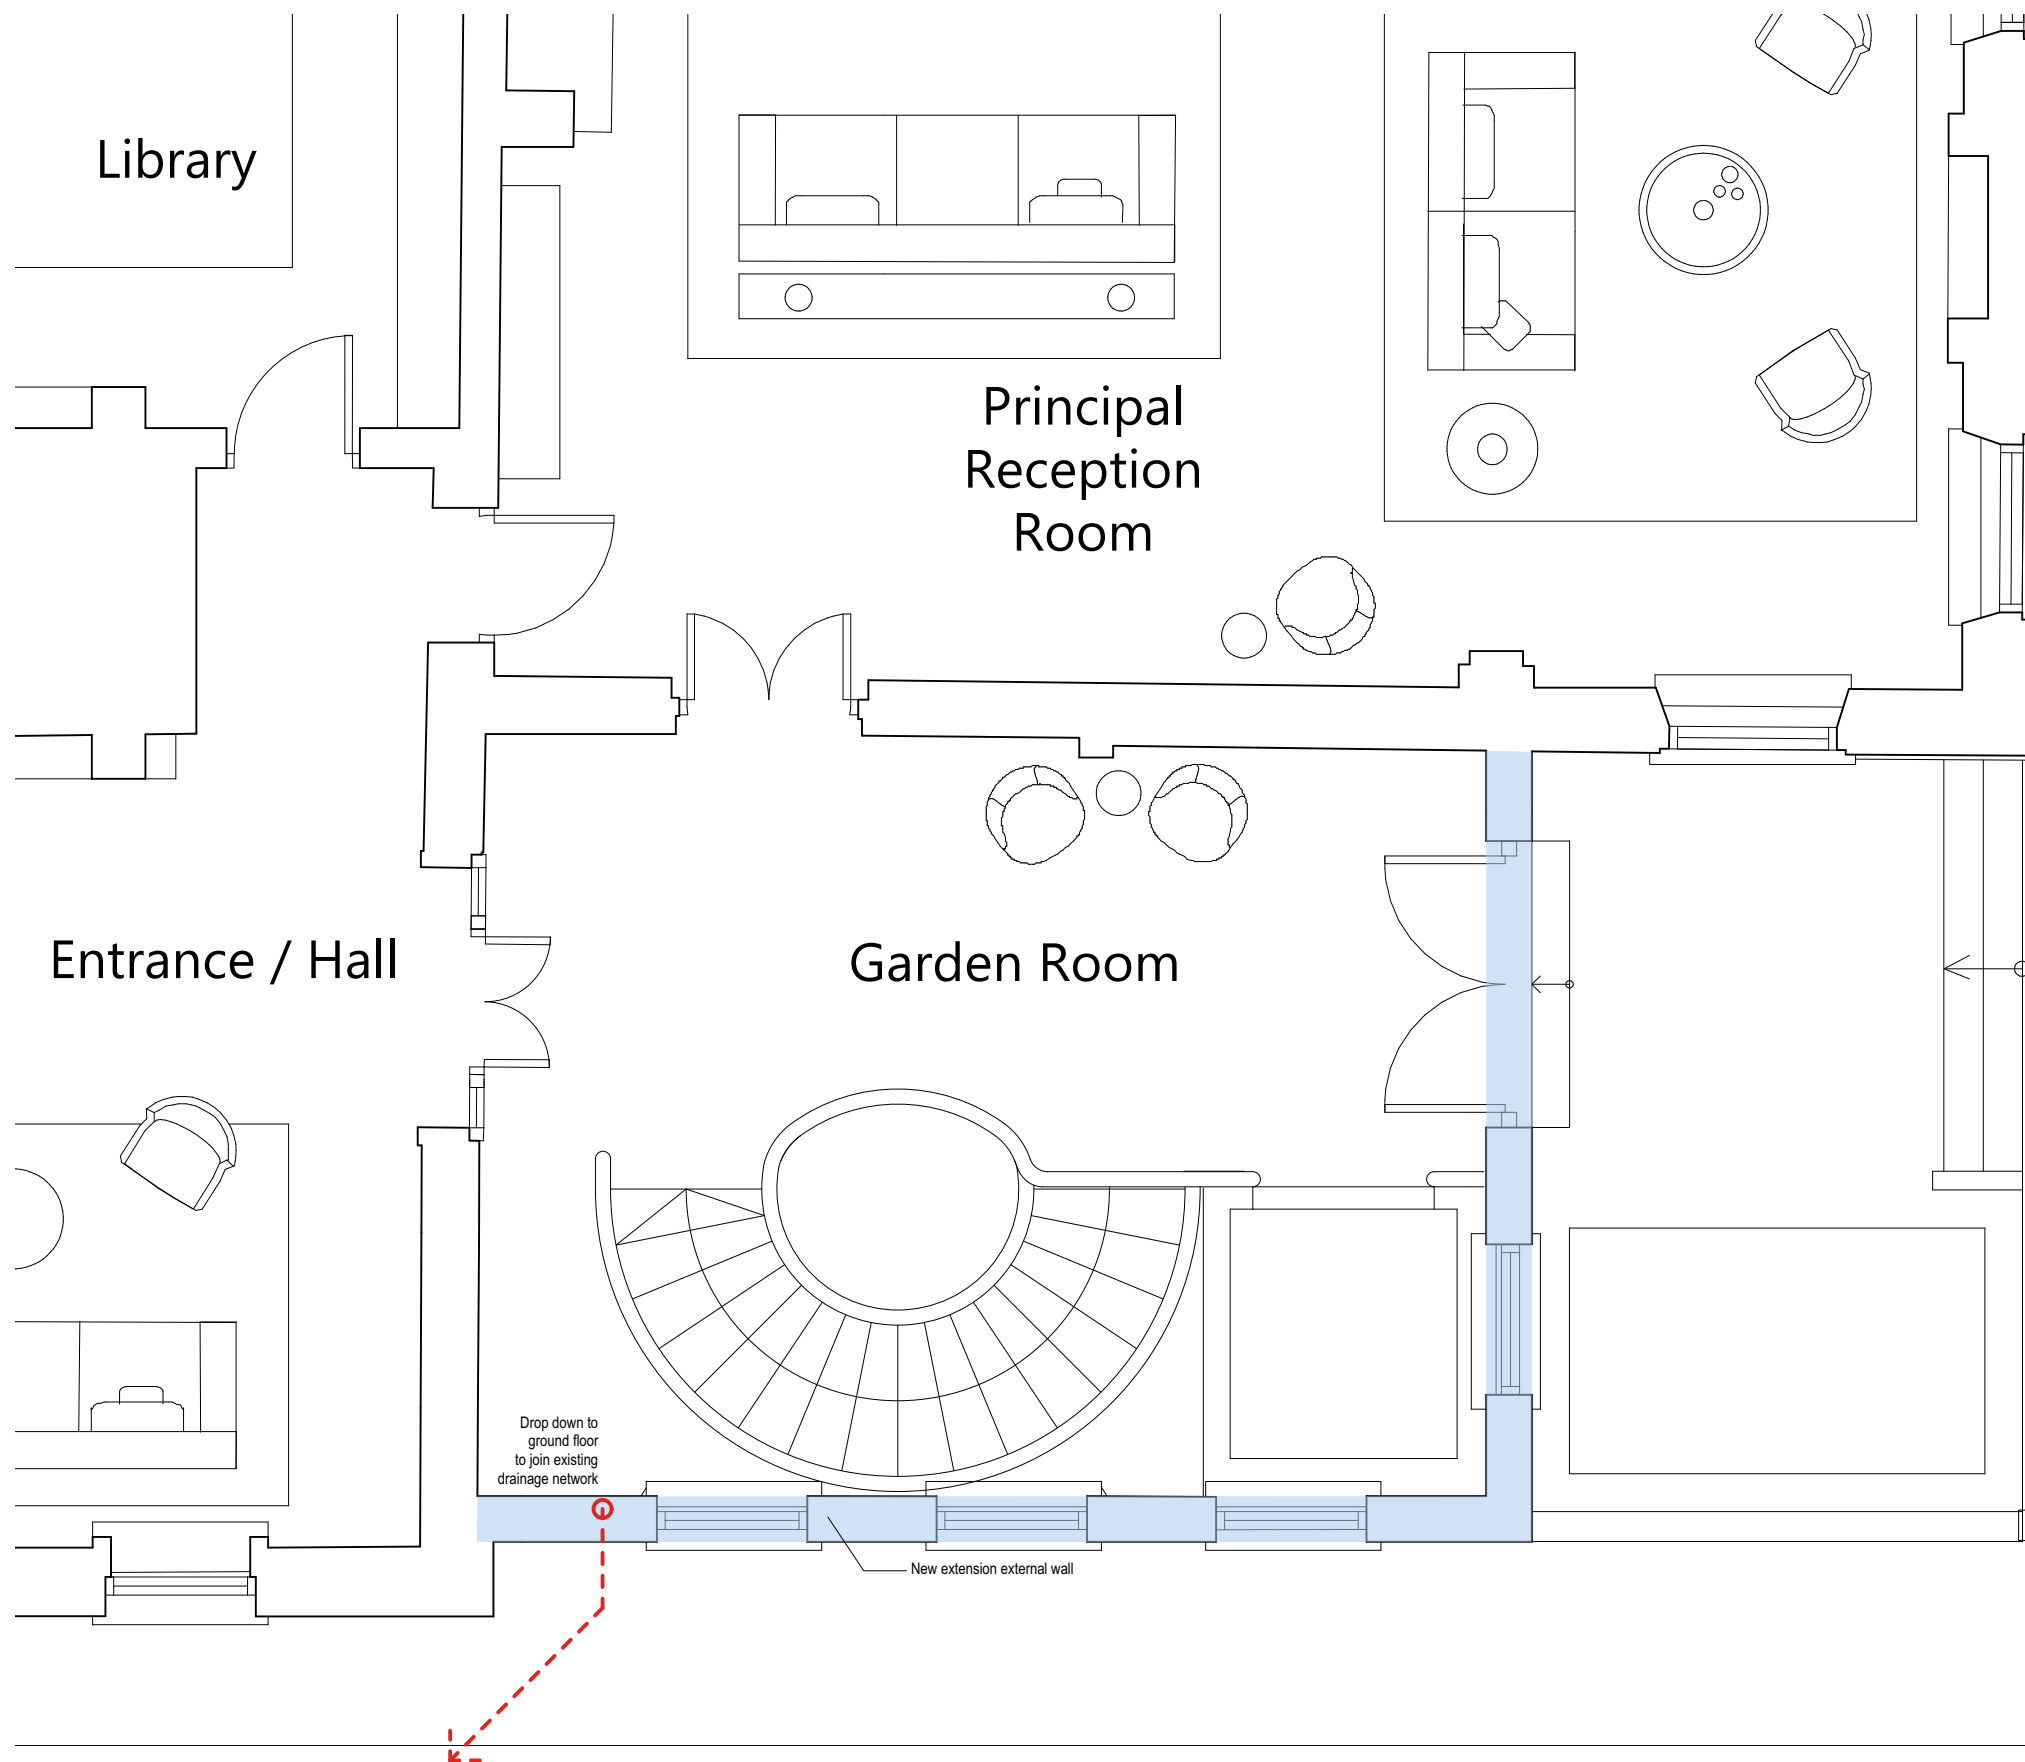 Library
Principal
Reception
Room
Entrance / Hall
Garden Room
Drop down to
ground floor
to join existing
drainage network
New extension external wall